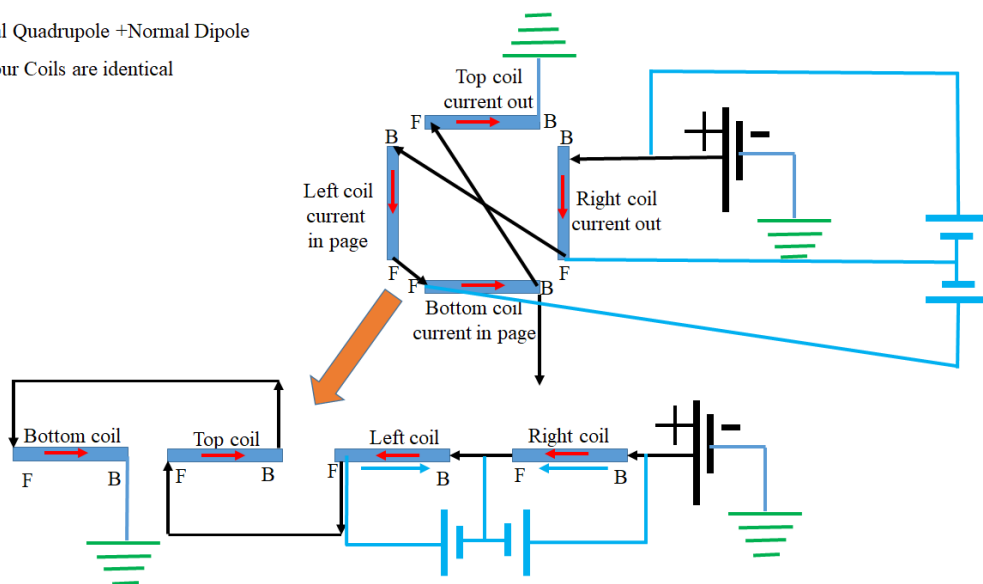 Quadrupole +Normal Dipole
Coils are identical
Top coil
current out
F
B
B
B
Left coil
current
in page
Right coil
current out
+
-
F
F
F
B
Bottom coil
current in page
+
-
Bottom coil
Top coil
Left coil
Right coil
F
B
F
B
F
B
F
B